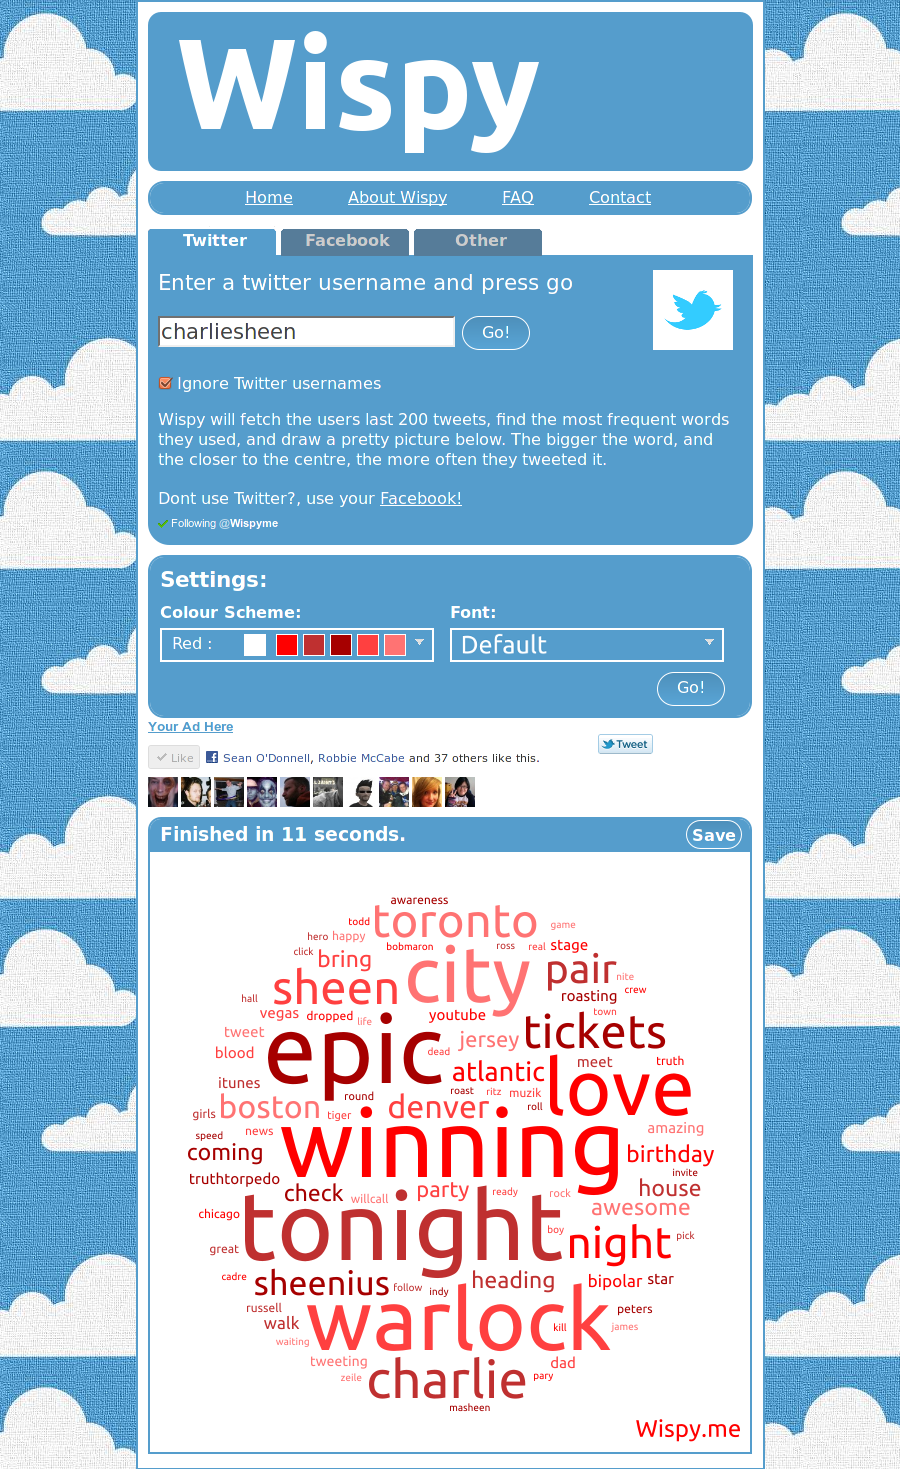 Wispy
Home About Wispy FAQ Contact
Twitter Facebook Other
Enter a twitter username and press go
charliesheen Go!
Ignore Twitter usernames
Wispy will fetch the users last 200 tweets, find the most frequent words
they used, and draw a pretty picture below. The bigger the word, and
the closer to the centre, the more often they tweeted it.
Dont use Twitter?, use your Facebook!
Following @Wispyme
Settings:
Colour Scheme: Font:
Red : Default
Go!
Your Ad Here
Tweet
Like Sean O'Donnell, Robbie McCabe and 37 others like this.
Finished in 11 seconds. Save
awareness
todd toronto game
hero happy bobmaron ross real stage
click bring city pair nite
sheen roasting crew
hall vegas dropped life youtube town
tweet epic dead jersey tickets
blood atlantic meet truth
itunes round roast ritz muzik love
girls boston tiger denver roll
speed news winning amazing
coming birthday
truthtorpedo invite
check willcall party ready rock house
chicago tonight awesome
great boy night pick
cadre sheenius follow indy heading bipolar star
russell warlock peters
walk kill james
waiting
tweeting dad
zeile charlie pary
masheen
Wispy.me